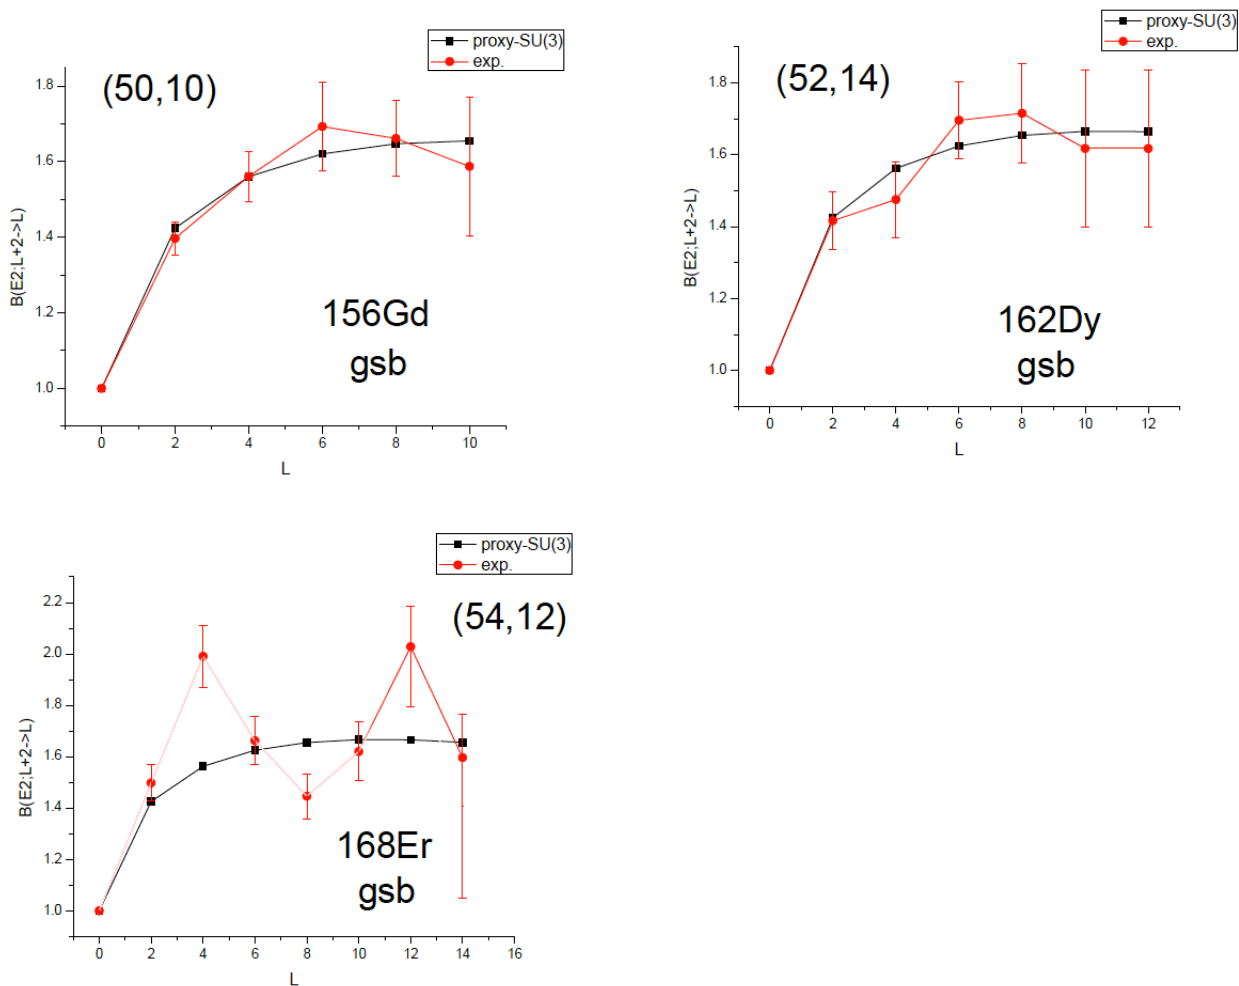 proxy-SU(3)
exp.
(50,10)
1.8
1.6
1.4
1.2
1.0
B(E2;L+2->L)
156Gd
gsb
0 2 4 6 8 10
L
proxy-SU(3)
exp.
(52,14)
1.8
1.6
1.4
1.2
1.0
B(E2;L+2->L)
162Dy
gsb
0 2 4 6 8 10 12
L
proxy-SU(3)
exp.
(54,12)
2.2
2.0
1.8
1.6
1.4
1.2
1.0
B(E2;L+2->L)
168Er
gsb
0 2 4 6 8 10 12 14 16
L